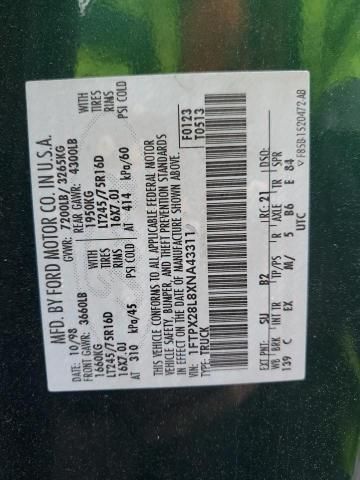 MFD. BY FORD MOTOR CO. IN U.S.A.
DATE: 10/98 GVWR: 7200LB/ 3265KG
FRONT GAWR: 3660LB REAR GAWR: 4300LB
1660KG WITH 1950KG WITH
LT245/75R16D TIRES LT245/75R16D TIRES
16X7.0J RIMS 16X7.0J RIMS
AT 310 kPa/45 PSI COLD AT 414 kPa/60 PSI COLD
THIS VEHICLE CONFORMS TO ALL APPLICABLE FEDERAL MOTOR
VEHICLE SAFETY, BUMPER, AND THEFT PREVENTION STANDARDS
IN EFFECT ON THE DATE OF MANUFACTURE SHOWN ABOVE.
VIN: 1FTPX28L8XNA43311 F0123
TYPE: TRUCK T0513
EXT PNT: SU B2 RC: 21 DSO:
WB BRK INT TR TP/PS R AXLE TR SPR
139 C EX M/ 5 B6 E 84
UTC
F85B-1520472-AB